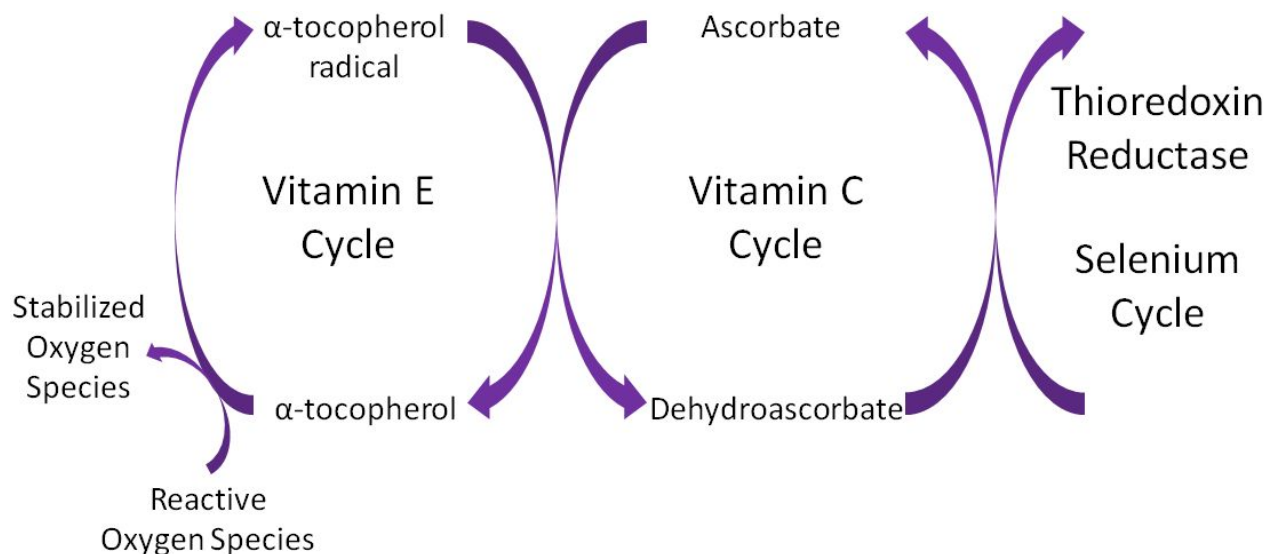 α-tocopherol
radical
Ascorbate
Thioredoxin
Reductase
Vitamin E
Cycle
Vitamin C
Cycle
Selenium
Cycle
Stabilized
Oxygen
Species
α-tocopherol
Dehydroascorbate
Reactive
Oxygen Species